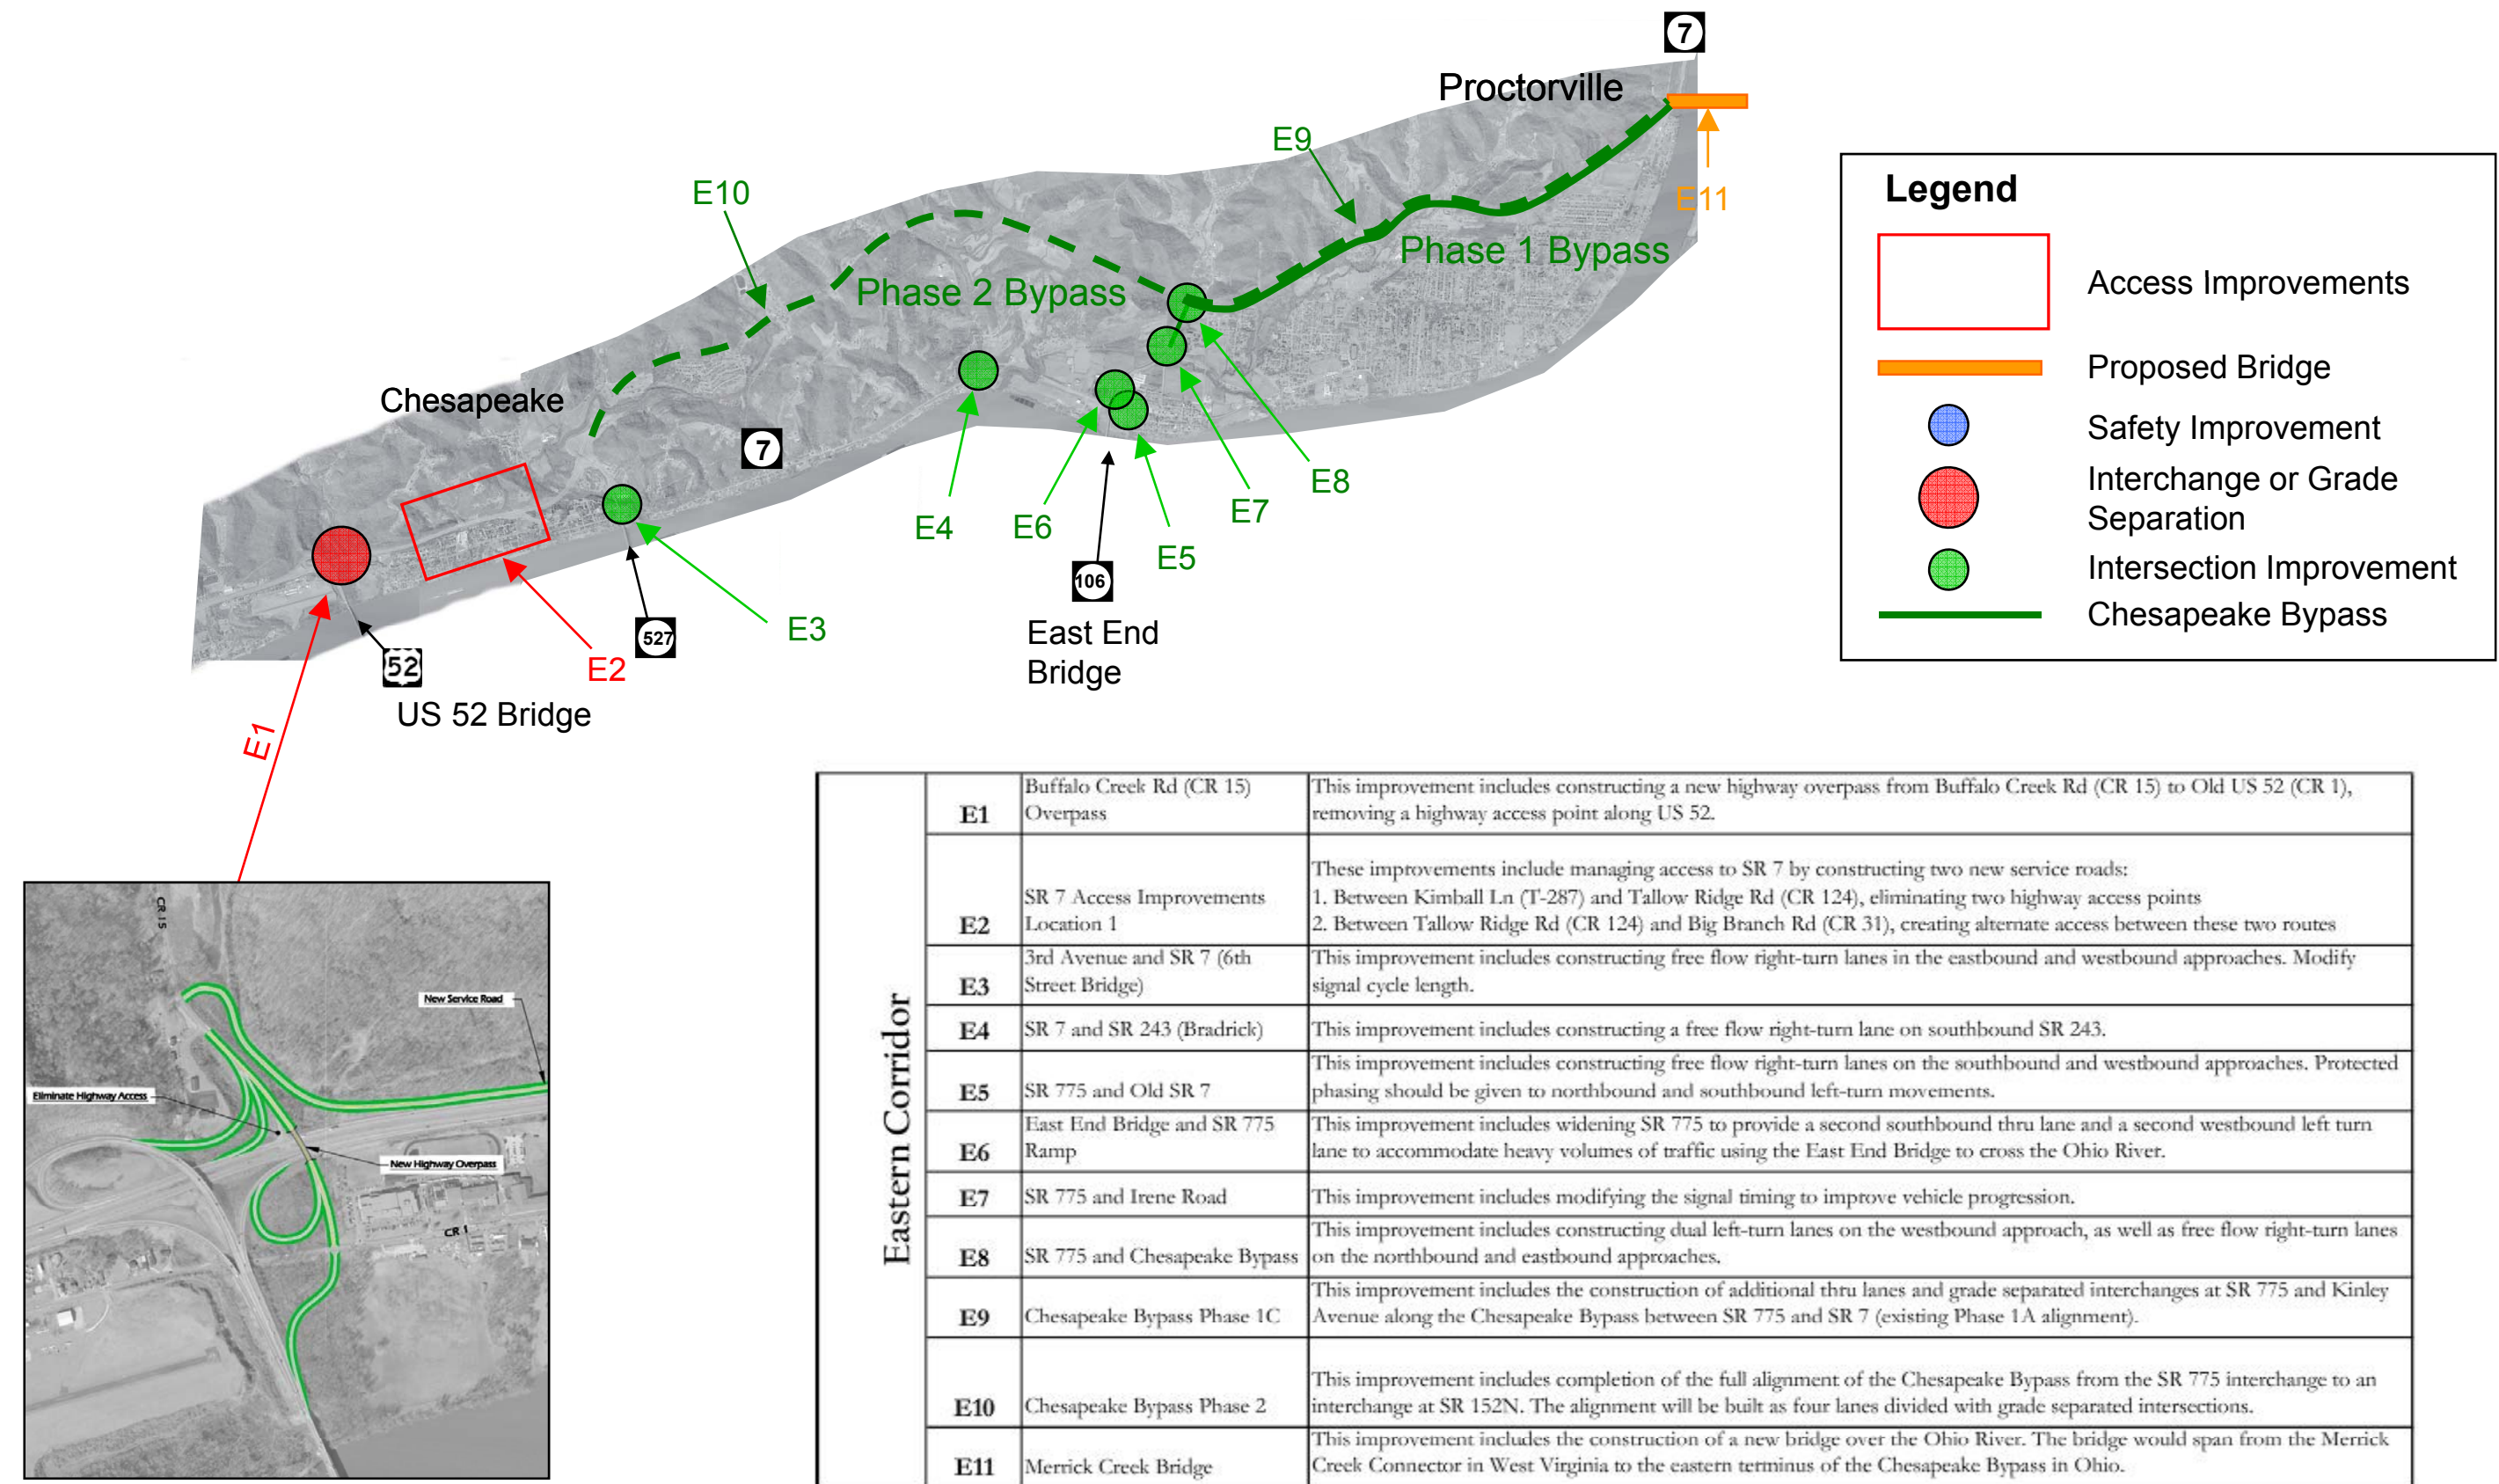 7
Proctorville
E9
E10
E11
Phase 1 Bypass
Phase 2 Bypass
Chesapeake
7
E8
E7
E4
E6
E5
106
East End
Bridge
E3
527
E2
52
US 52 Bridge
E1
Legend
Access Improvements
Proposed Bridge
Safety Improvement
Interchange or Grade
Separation
Intersection Improvement
Chesapeake Bypass
CR 15
New Service Road
Eliminate Highway Access
New Highway Overpass
CR 1
Eastern Corridor
E1
Buffalo Creek Rd (CR 15)
Overpass
This improvement includes constructing a new highway overpass from Buffalo Creek Rd (CR 15) to Old US 52 (CR 1),
removing a highway access point along US 52.
E2
SR 7 Access Improvements
Location 1
These improvements include managing access to SR 7 by constructing two new service roads:
1. Between Kimball Ln (T-287) and Tallow Ridge Rd (CR 124), eliminating two highway access points
2. Between Tallow Ridge Rd (CR 124) and Big Branch Rd (CR 31), creating alternate access between these two routes
E3
3rd Avenue and SR 7 (6th
Street Bridge)
This improvement includes constructing free flow right-turn lanes in the eastbound and westbound approaches. Modify
signal cycle length.
E4
SR 7 and SR 243 (Bradrick)
This improvement includes constructing a free flow right-turn lane on southbound SR 243.
E5
SR 775 and Old SR 7
This improvement includes constructing free flow right-turn lanes on the southbound and westbound approaches. Protected
phasing should be given to northbound and southbound left-turn movements.
E6
East End Bridge and SR 775
Ramp
This improvement includes widening SR 775 to provide a second southbound thru lane and a second westbound left turn
lane to accommodate heavy volumes of traffic using the East End Bridge to cross the Ohio River.
E7
SR 775 and Irene Road
This improvement includes modifying the signal timing to improve vehicle progression.
E8
SR 775 and Chesapeake Bypass
This improvement includes constructing dual left-turn lanes on the westbound approach, as well as free flow right-turn lanes
on the northbound and eastbound approaches.
E9
Chesapeake Bypass Phase 1C
This improvement includes the construction of additional thru lanes and grade separated interchanges at SR 775 and Kinley
Avenue along the Chesapeake Bypass between SR 775 and SR 7 (existing Phase 1A alignment).
E10
Chesapeake Bypass Phase 2
This improvement includes completion of the full alignment of the Chesapeake Bypass from the SR 775 interchange to an
interchange at SR 152N. The alignment will be built as four lanes divided with grade separated intersections.
E11
Merrick Creek Bridge
This improvement includes the construction of a new bridge over the Ohio River. The bridge would span from the Merrick
Creek Connector in West Virginia to the eastern terminus of the Chesapeake Bypass in Ohio.